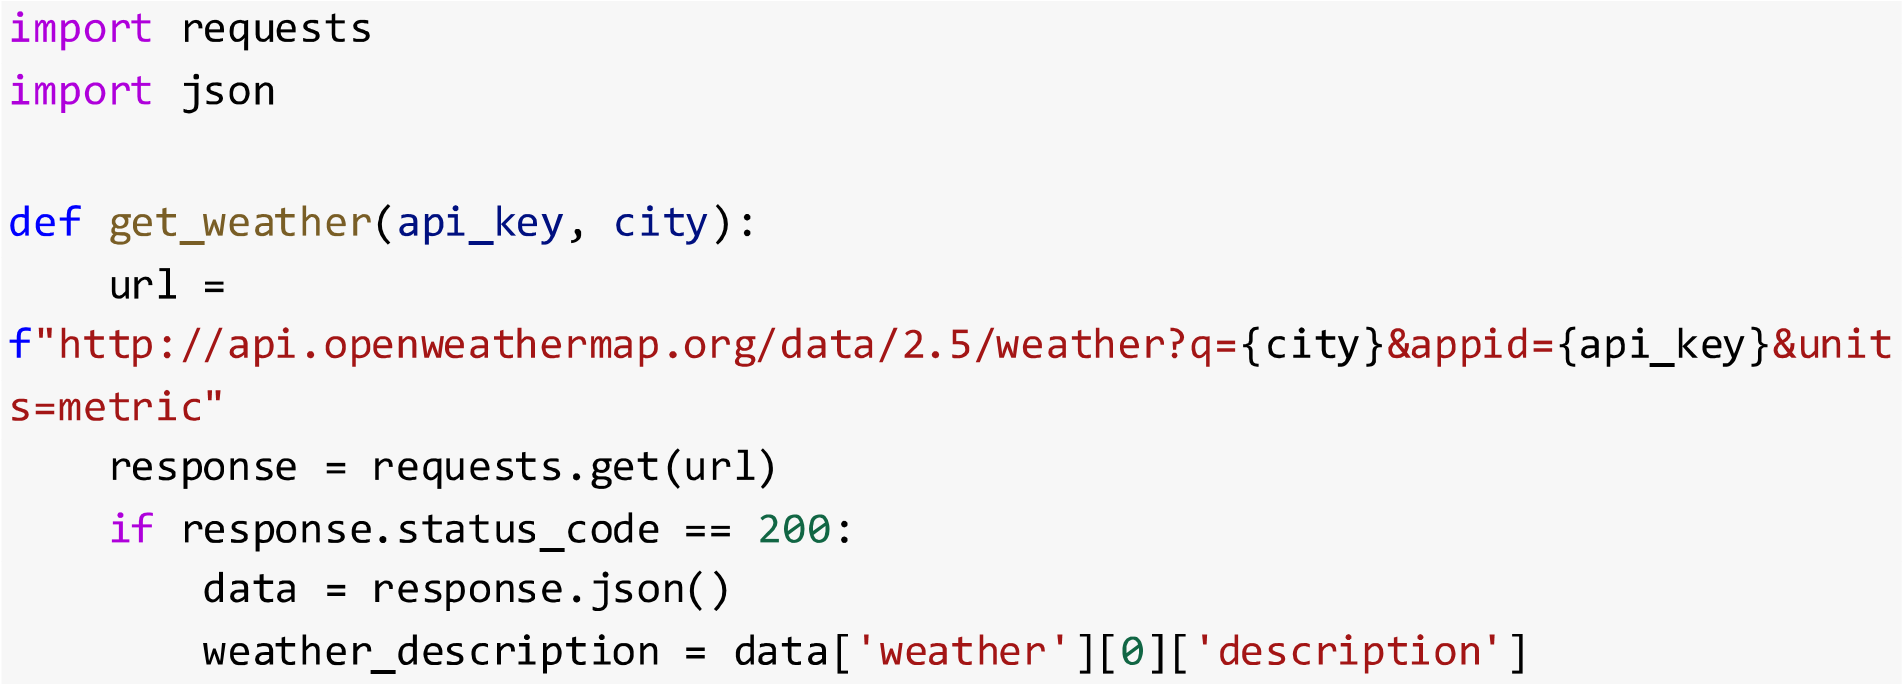 import requests
import json
def get_weather(api_key, city):
    url =
f"http://api.openweathermap.org/data/2.5/weather?q={city}&appid={api_key}&unit
s=metric"
    response = requests.get(url)
    if response.status_code == 200:
        data = response.json()
        weather_description = data['weather'][0]['description']